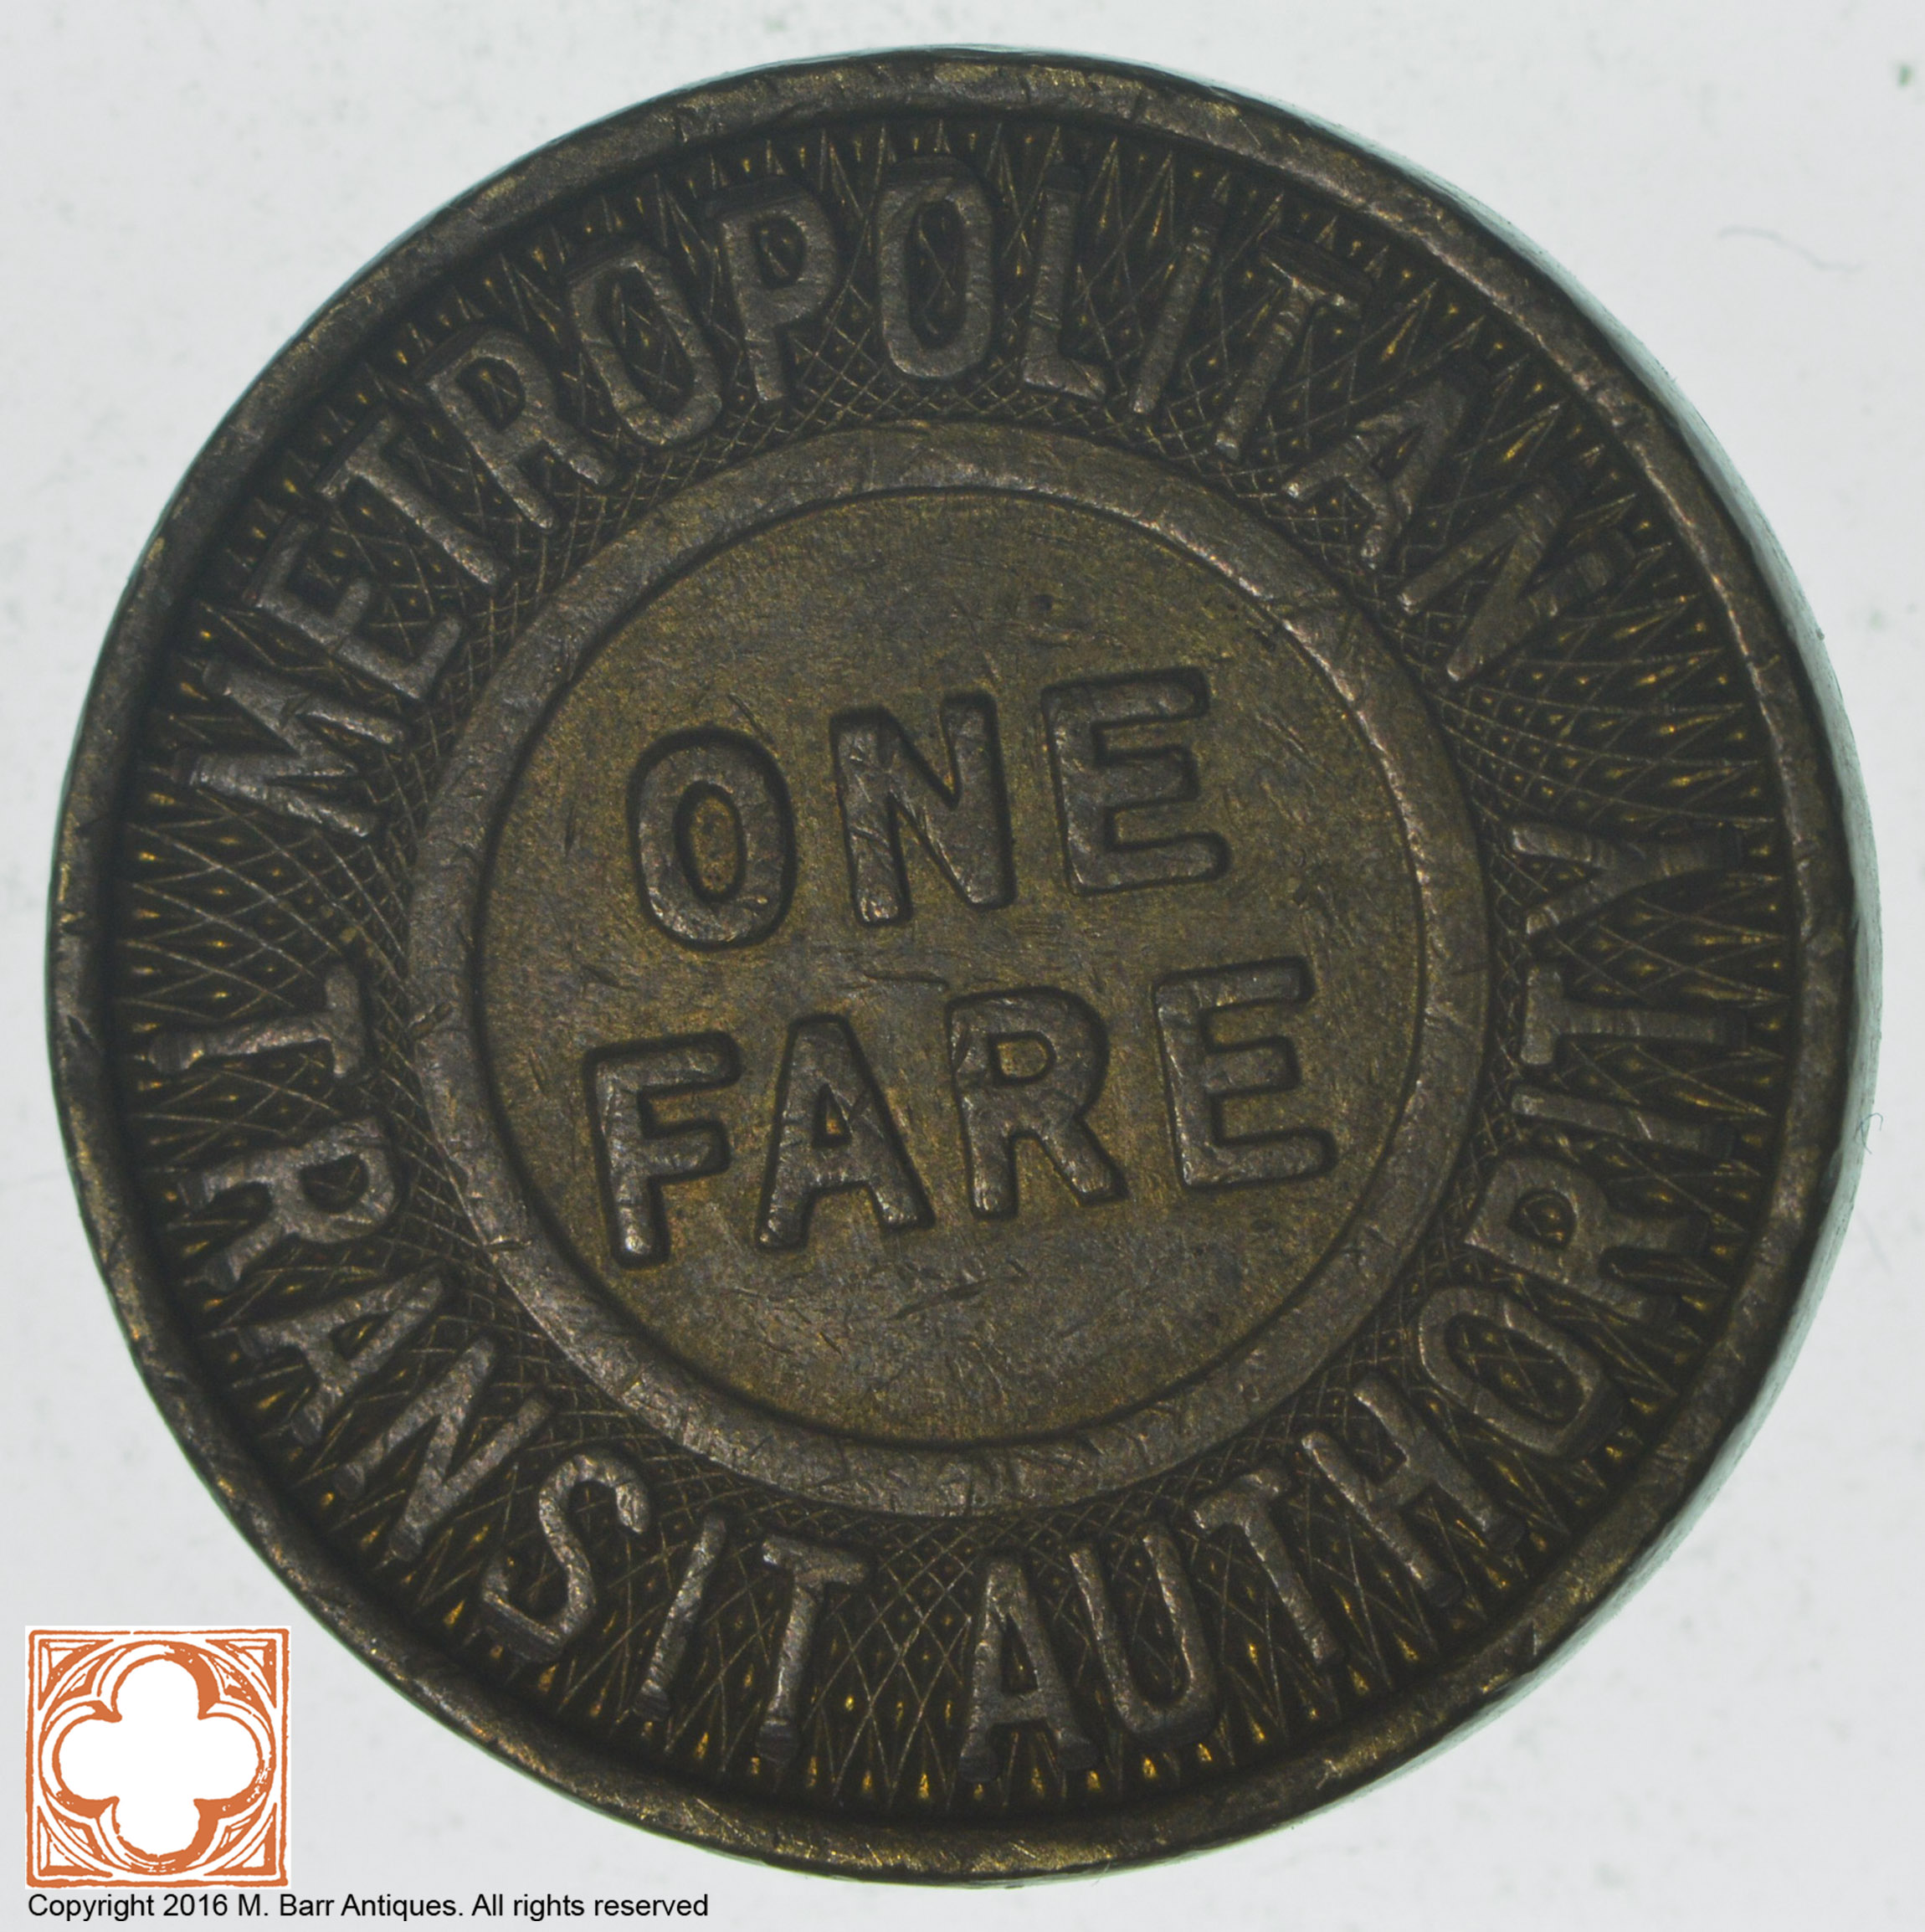 METROPOLITAN
TRANSIT AUTHORITY
ONE
FARE
Copyright 2016 M. Barr Antiques. All rights reserved